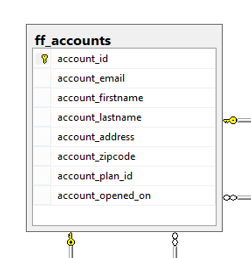 ff_accounts
account_id
account_email
account_firstname
account_lastname
account_address
account_zipcode
account_plan_id
account_opened_on